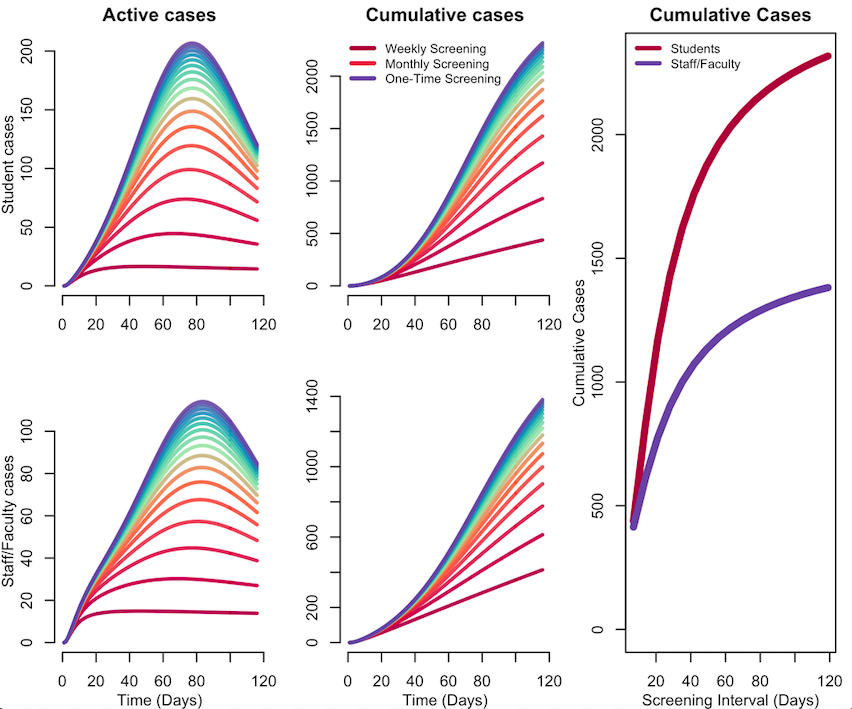 Active cases
Cumulative cases
Cumulative Cases
Student cases
0 50 100 150 200
0 20 40 60 80 120
Weekly Screening
Monthly Screening
One-Time Screening
0 500 1000 1500 2000
0 20 40 60 80 120
Staff/Faculty cases
0 20 40 60 80 100
0 20 40 60 80 120
Time (Days)
0 200 600 1000 1400
0 20 40 60 80 120
Time (Days)
Students
Staff/Faculty
Cumulative Cases
0 500 1000 1500 2000
20 40 60 80 120
Screening Interval (Days)